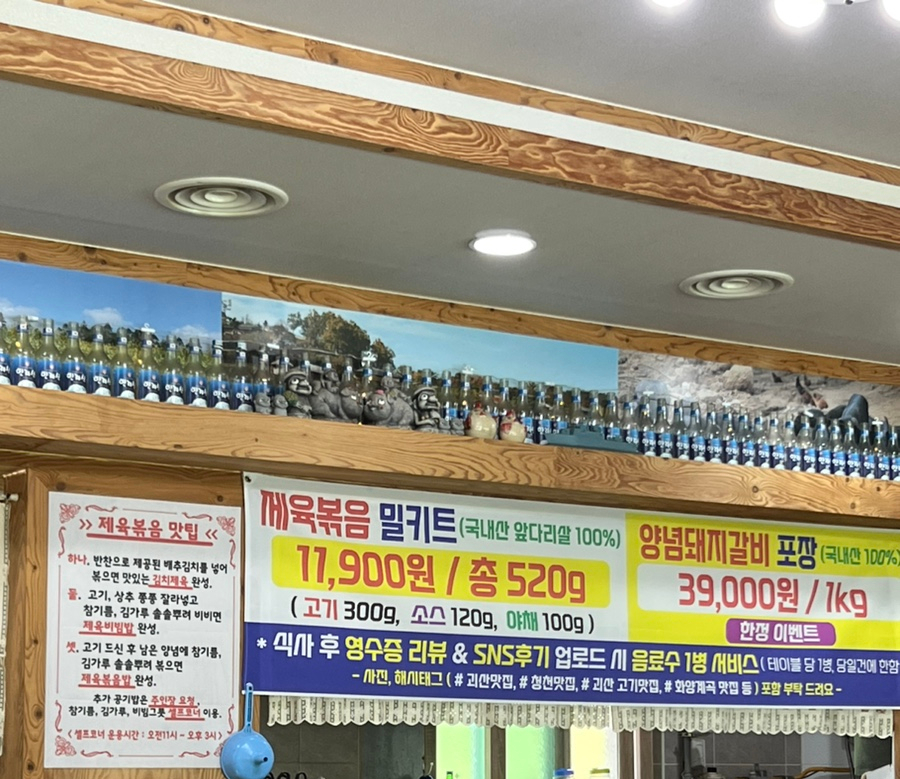 >> 제육볶음 맛팁 <<
하나. 반찬으로 제공된 배추김치를 넣어
볶으면 맛있는 김치제육 완성.
둘. 고기, 상추 쫑쫑 잘라넣고
참기름, 김가루 솔솔뿌려 비비면
제육비빔밥 완성.
셋. 고기 드신 후 남은 양념에 참기름,
김가루 솔솔뿌려 볶으면
제육볶음밥 완성.
추가 공기밥은 주인장 요청,
참기름, 김가루, 비빔그릇 셀프코너 이용.
( 셀프코너 운용시간 : 오전11시 ~ 오후 3시 )
제육볶음 밀키트 (국내산 앞다리살 100%)
11,900원 / 총 520g
( 고기 300g, 소스 120g, 야채 100g )
양념돼지갈비 포장 (국내산 100%)
39,000원 / 1kg
한정 이벤트
* 식사 후 영수증 리뷰 & SNS후기 업로드 시 음료수 1병 서비스 ( 테이블 당 1병, 당일건에 한함
- 사진, 해시태그 ( # 괴산맛집, # 청천맛집, # 괴산 고기맛집, # 화양계곡 맛집 등 ) 포함 부탁 드려요 -